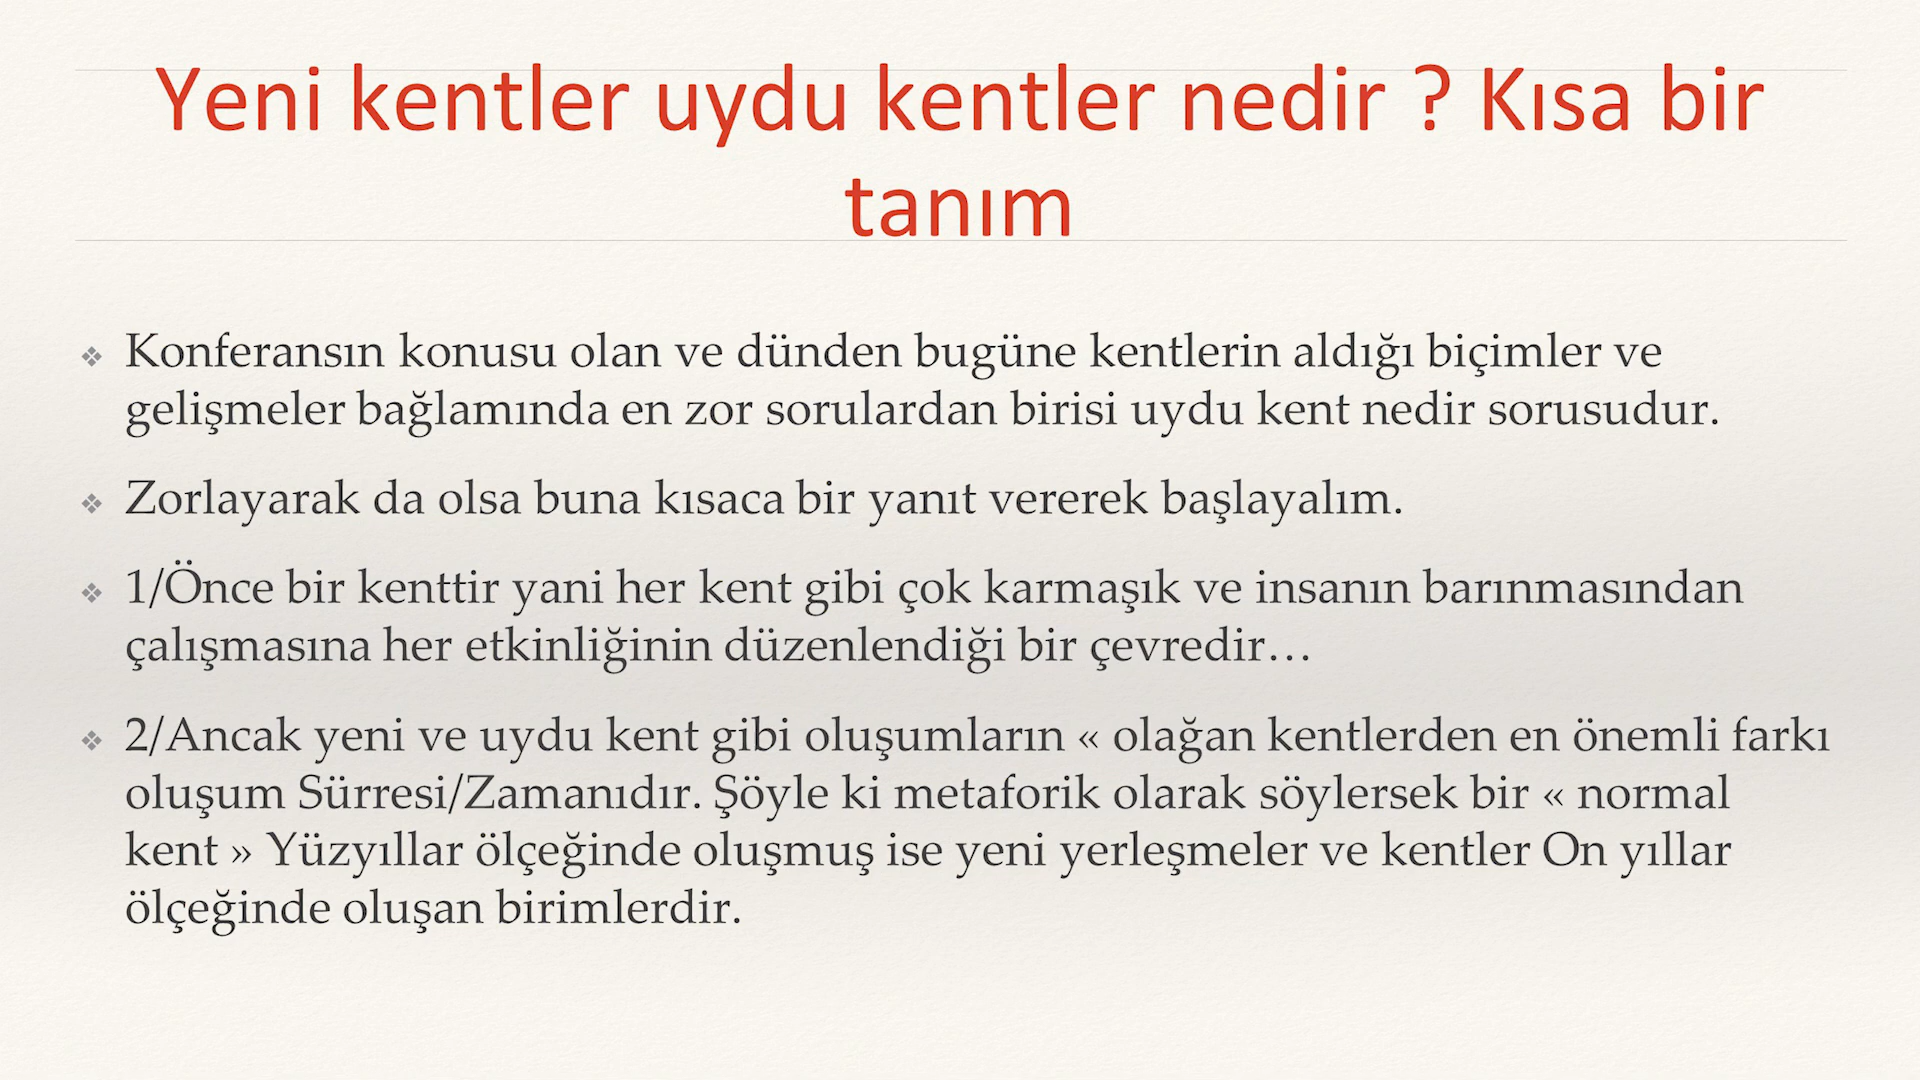 Yeni kentler uydu kentler nedir ? Kısa bir
tanım
Konferansın konusu olan ve dünden bugüne kentlerin aldığı biçimler ve
gelişmeler bağlamında en zor sorulardan birisi uydu kent nedir sorusudur.
Zorlayarak da olsa buna kısaca bir yanıt vererek başlayalım.
1/Önce bir kenttir yani her kent gibi çok karmaşık ve insanın barınmasından
çalışmasına her etkinliğinin düzenlendiği bir çevredir…
2/Ancak yeni ve uydu kent gibi oluşumların « olağan kentlerden en önemli farkı
oluşum Sürresi/Zamanıdır. Şöyle ki metaforik olarak söylersek bir « normal
kent » Yüzyıllar ölçeğinde oluşmuş ise yeni yerleşmeler ve kentler On yıllar
ölçeğinde oluşan birimlerdir.